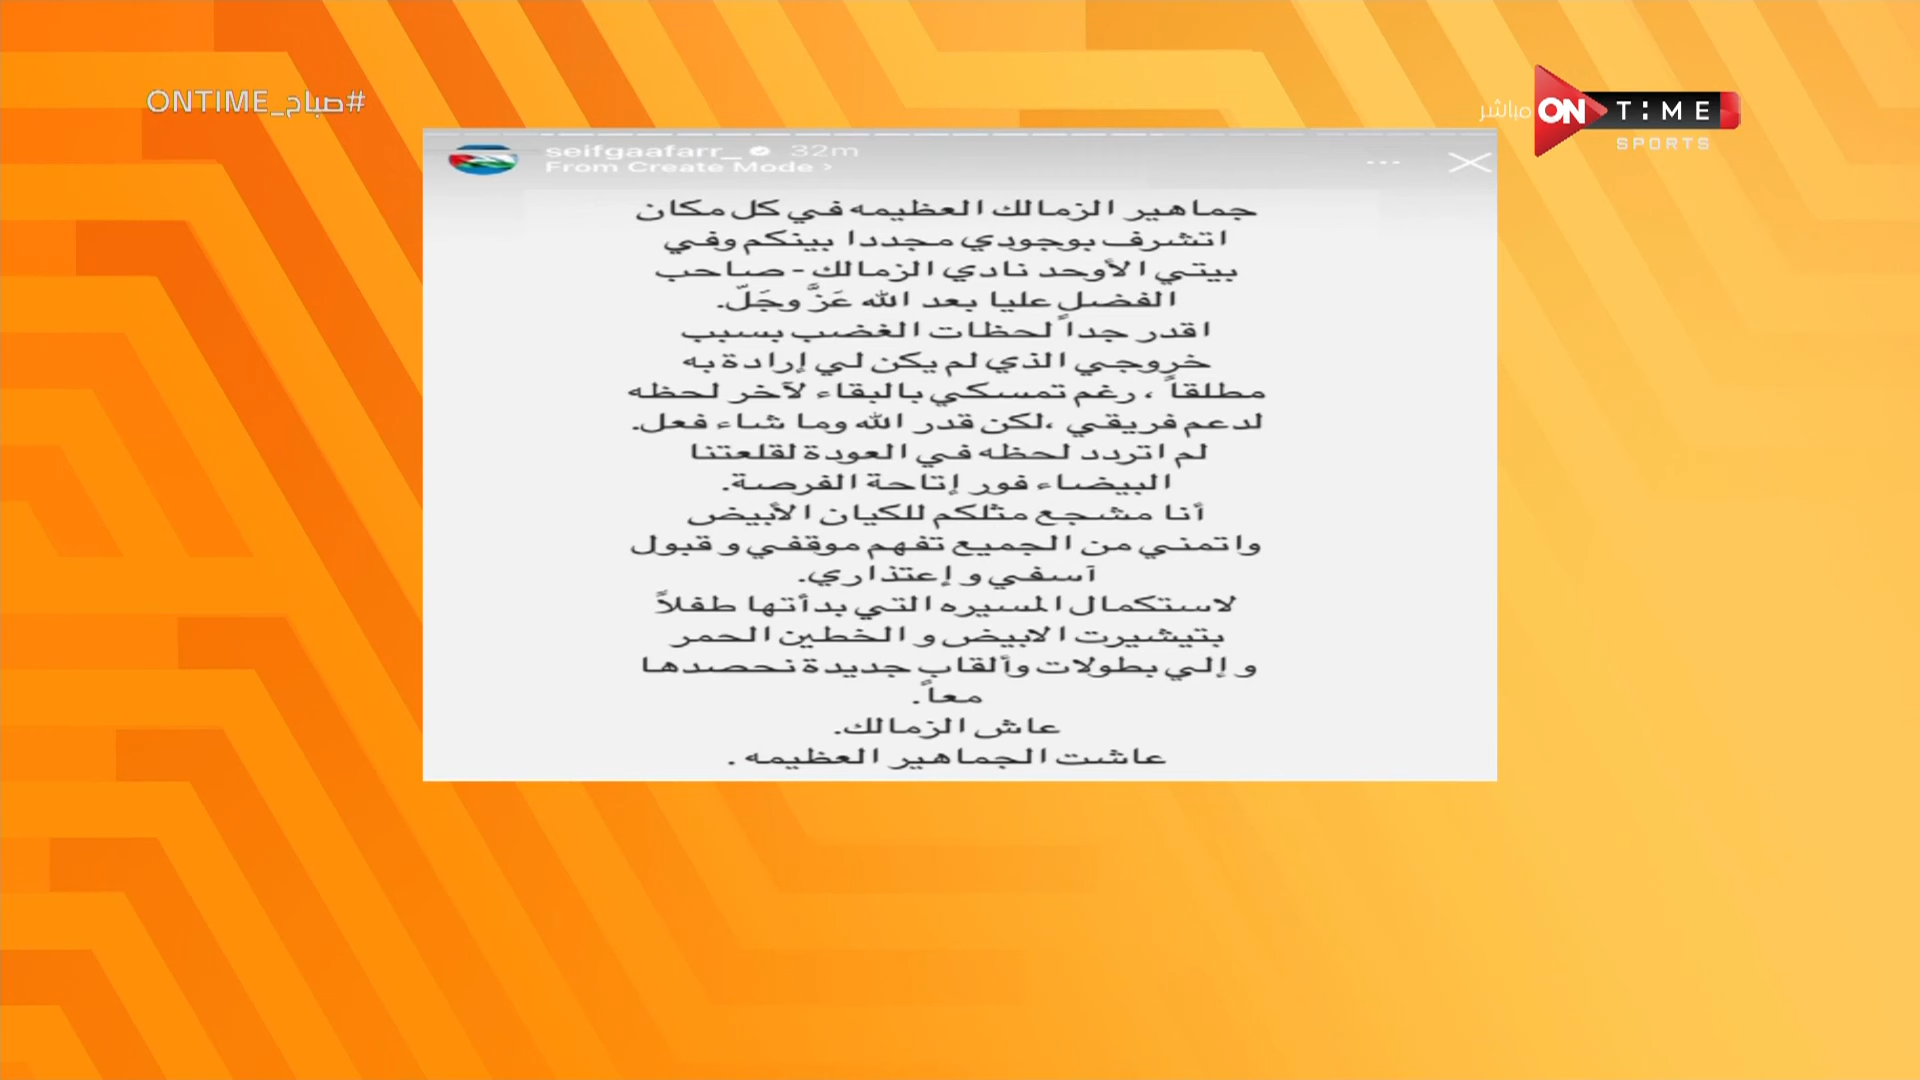 #صباح_ONTIME
مباشر ON TIME
SPORTS
seifgaafarr_ 32m
From Create Mode >
جماهير الزمالك العظيمه في كل مكان
اتشرف بوجودي مجددا بينكم وفي
بيتي الأوحد نادي الزمالك - صاحب
الفضل عليا بعد الله عَزَّ وجَلّ.
اقدر جداً لحظات الغضب بسبب
خروجي الذي لم يكن لي إرادة به
مطلقاً ، رغم تمسكي بالبقاء لآخر لحظه
لدعم فريقي ،لكن قدر الله وما شاء فعل.
لم اتردد لحظه في العودة لقلعتنا
البيضاء فور إتاحة الفرصة.
أنا مشجع مثلكم للكيان الأبيض
واتمني من الجميع تفهم موقفي و قبول
آسفي و إعتذاري.
لاستكمال المسيره التي بدأتها طفلاً
بتيشيرت الابيض و الخطين الحمر
و إلي بطولات وألقاب جديدة نحصدها
معاً.
عاش الزمالك.
عاشت الجماهير العظيمه .